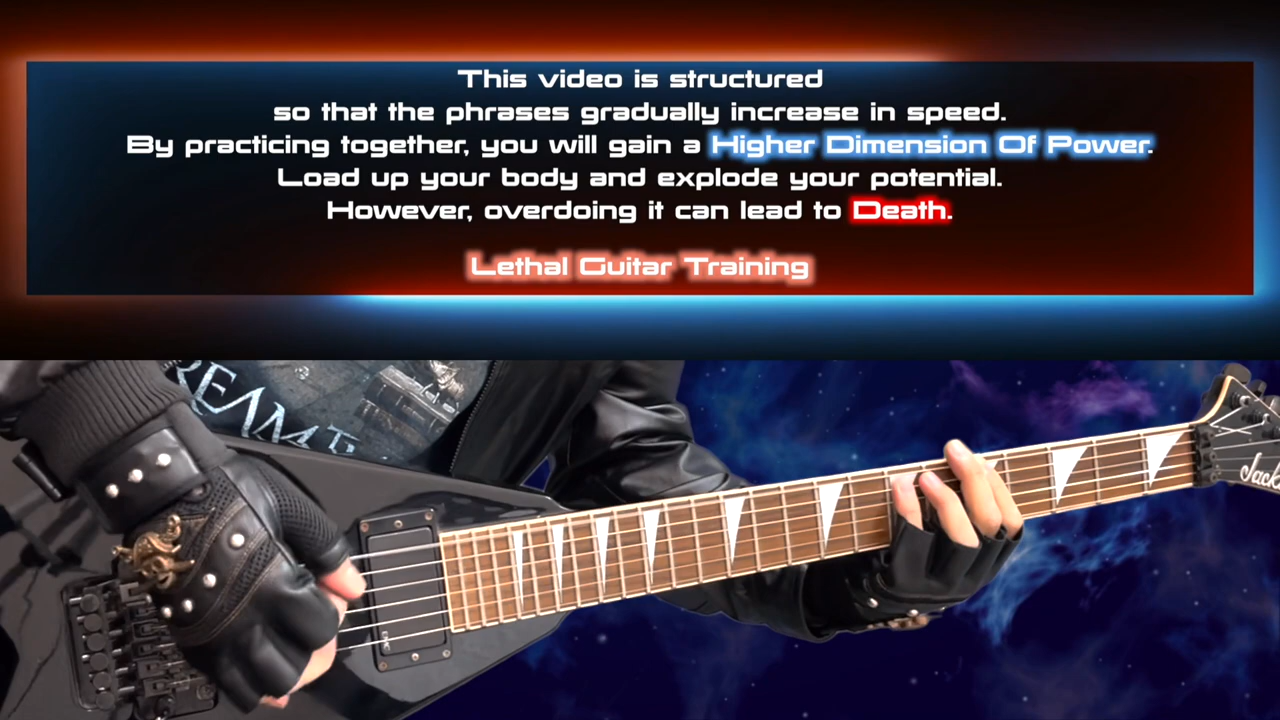 This video is structured
so that the phrases gradually increase in speed.
By practicing together, you will gain a Higher Dimension Of Power.
Load up your body and explode your potential.
However, overdoing it can lead to Death.
Lethal Guitar Training